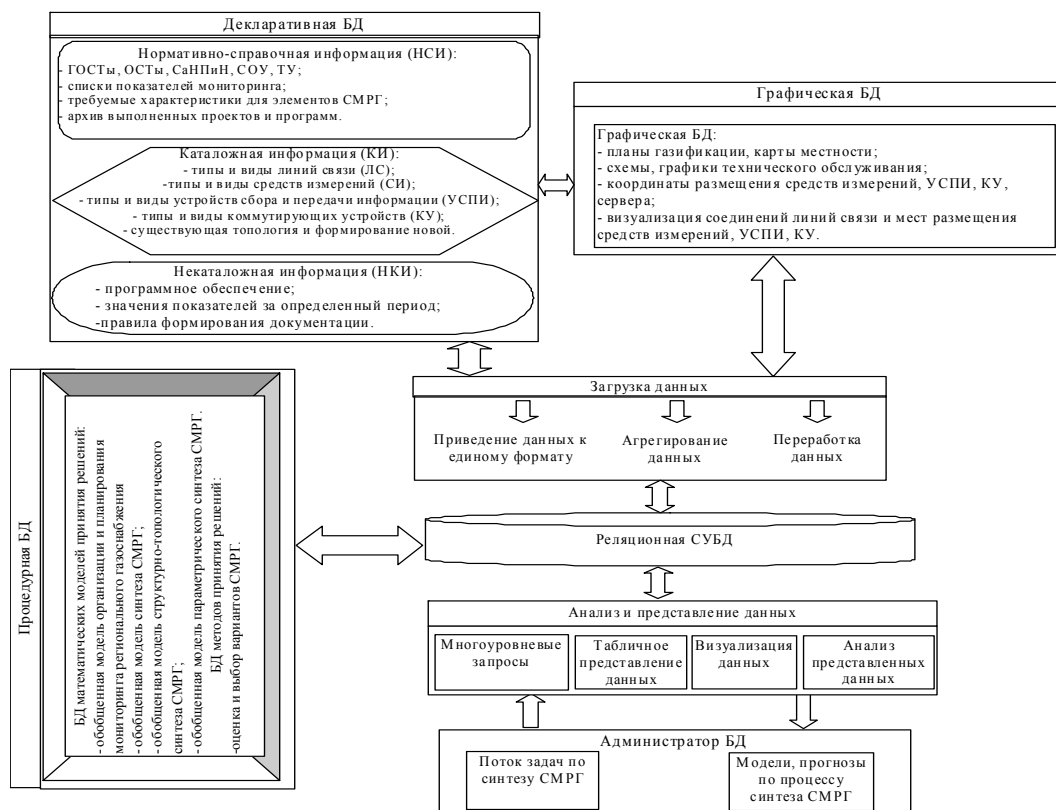 Декларативная БД
Нормативно-справочная информация (НСИ):
- ГОСТы, ОСТы, СаНПиН, СОУ, ТУ;
- списки показателей мониторинга;
- требуемые характеристики для элементов СМРГ;
- архив выполненных проектов и программ.
Каталожная информация (КИ):
- типы и виды линий связи (ЛС);
-типы и виды средств измерений (СИ);
- типы и виды устройств сбора и передачи информации (УСПИ);
- типы и виды коммутирующих устройств (КУ);
- существующая топология и формирование новой.
Некаталожная информация (НКИ):
- программное обеспечение;
- значения показателей за определенный период;
-правила формирования документации.
Графическая БД
Графическая БД:
- планы газификации, карты местности;
- схемы, графики технического обслуживания;
- координаты размещения средств измерений, УСПИ, КУ,
сервера;
- визуализация соединений линий связи и мест размещения
средств измерений, УСПИ, КУ.
Загрузка данных
Приведение данных к
единому формату
Агрегирование
данных
Переработка
данных
Процедурная БД
БД математических моделей принятия решений:
- обобщенная модель организации и планирования
мониторинга регионального газоснабжения
- обобщенная модель синтеза СМРГ;
- обобщенная модель структурно-топологического
синтеза СМРГ;
- обобщенная модель параметрического синтеза СМРГ.
БД методов принятия решений:
-оценка и выбор вариантов СМРГ.
Реляционная СУБД
Анализ и представление данных
Многоуровневые
запросы
Табличное
представление
данных
Визуализация
данных
Анализ
представленных
данных
Администратор БД
Поток задач по
синтезу СМРГ
Модели, прогнозы
по процессу
синтеза СМРГ